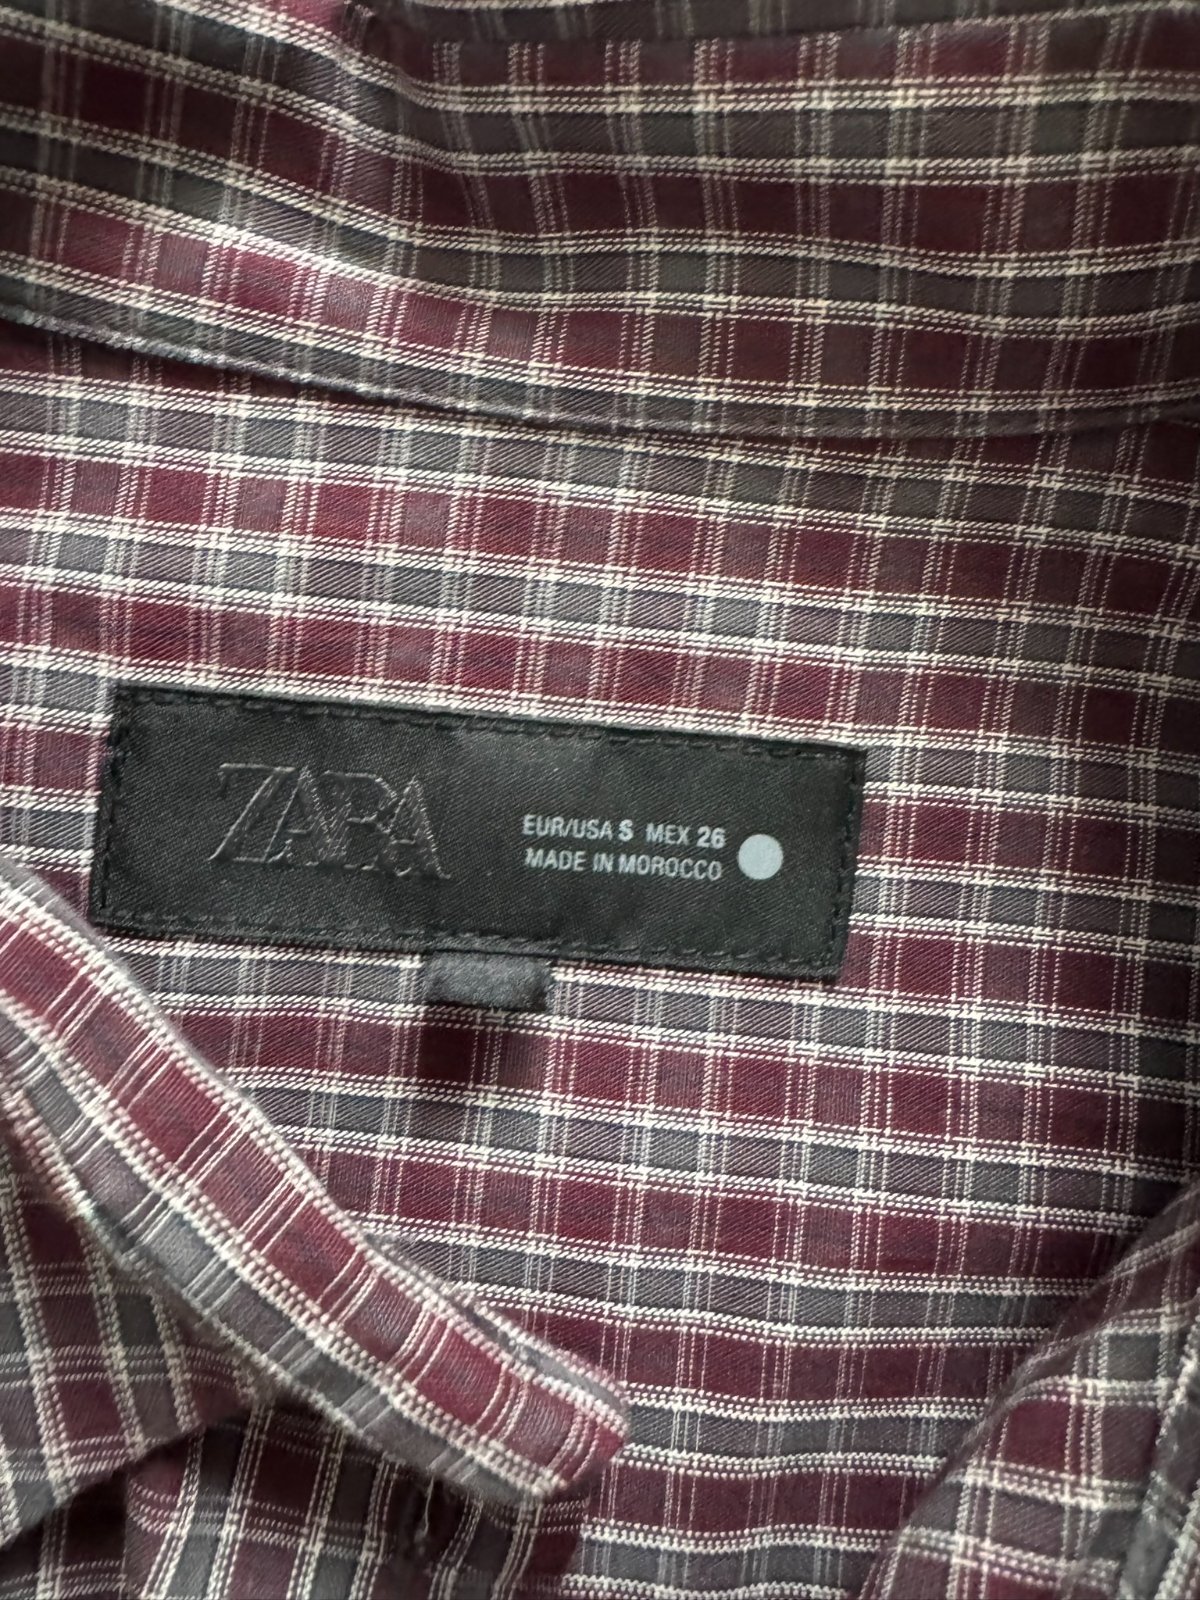 ZARA
EUR/USA S MEX 26
MADE IN MOROCCO